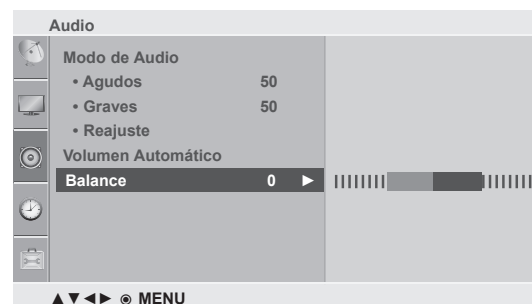 Audio
Modo de Audio
• Agudos 50
• Graves 50
• Reajuste
Volumen Automático
Balance 0 ►
▲▼◄► ◉ MENU